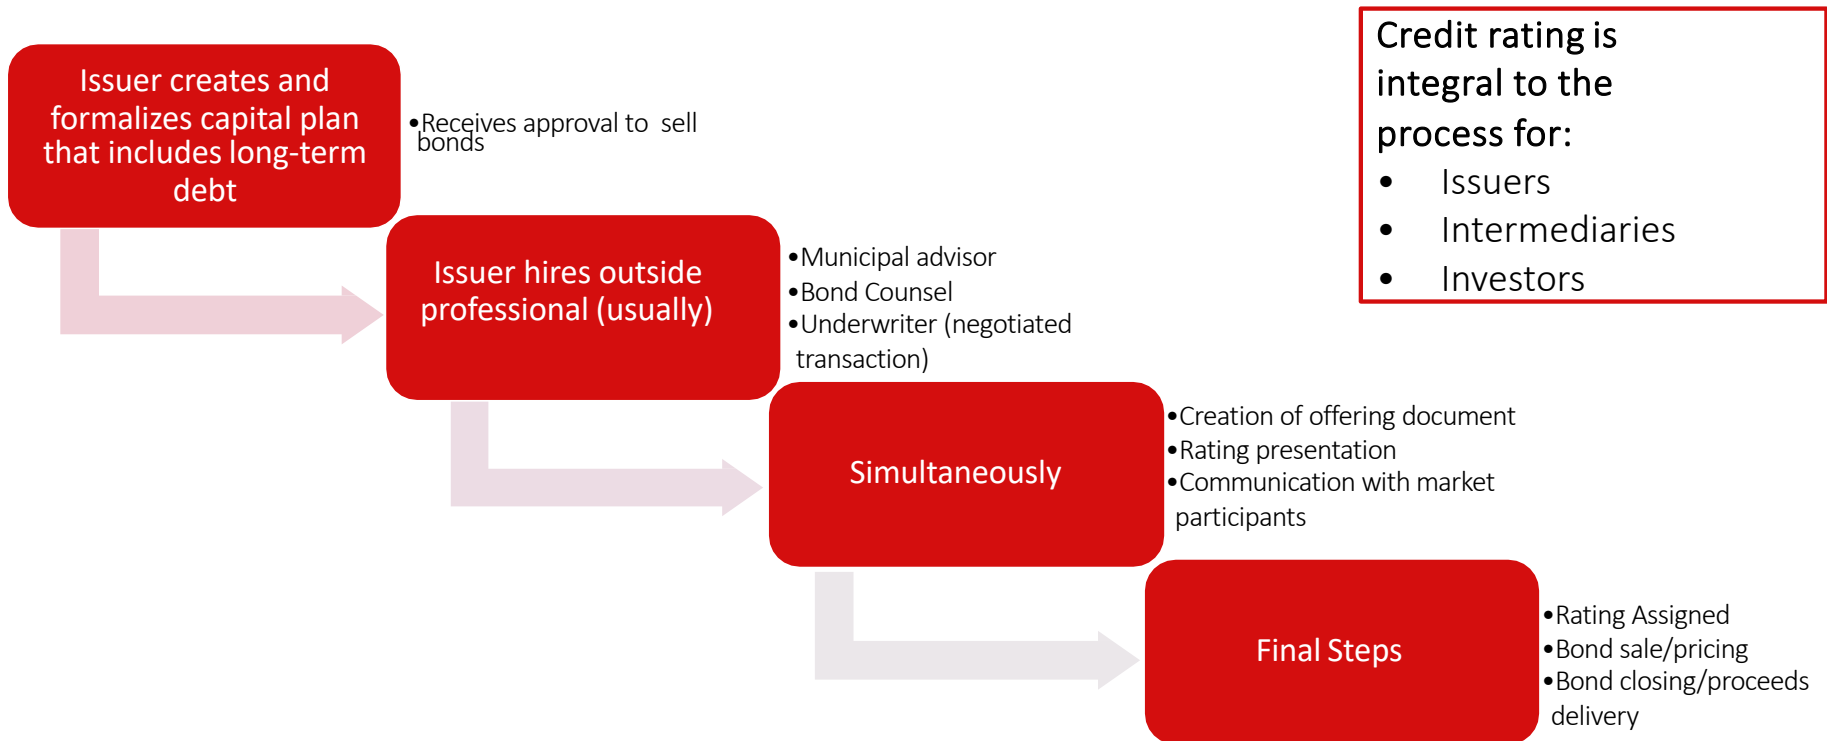 Issuer creates and
formalizes capital plan
that includes long-term
debt
•Receives approval to sell
bonds
Issuer hires outside
professional (usually)
•Municipal advisor
•Bond Counsel
•Underwriter (negotiated
transaction)
Simultaneously
•Creation of offering document
•Rating presentation
•Communication with market
participants
Final Steps
•Rating Assigned
•Bond sale/pricing
•Bond closing/proceeds
delivery
Credit rating is
integral to the
process for:
• Issuers
• Intermediaries
• Investors